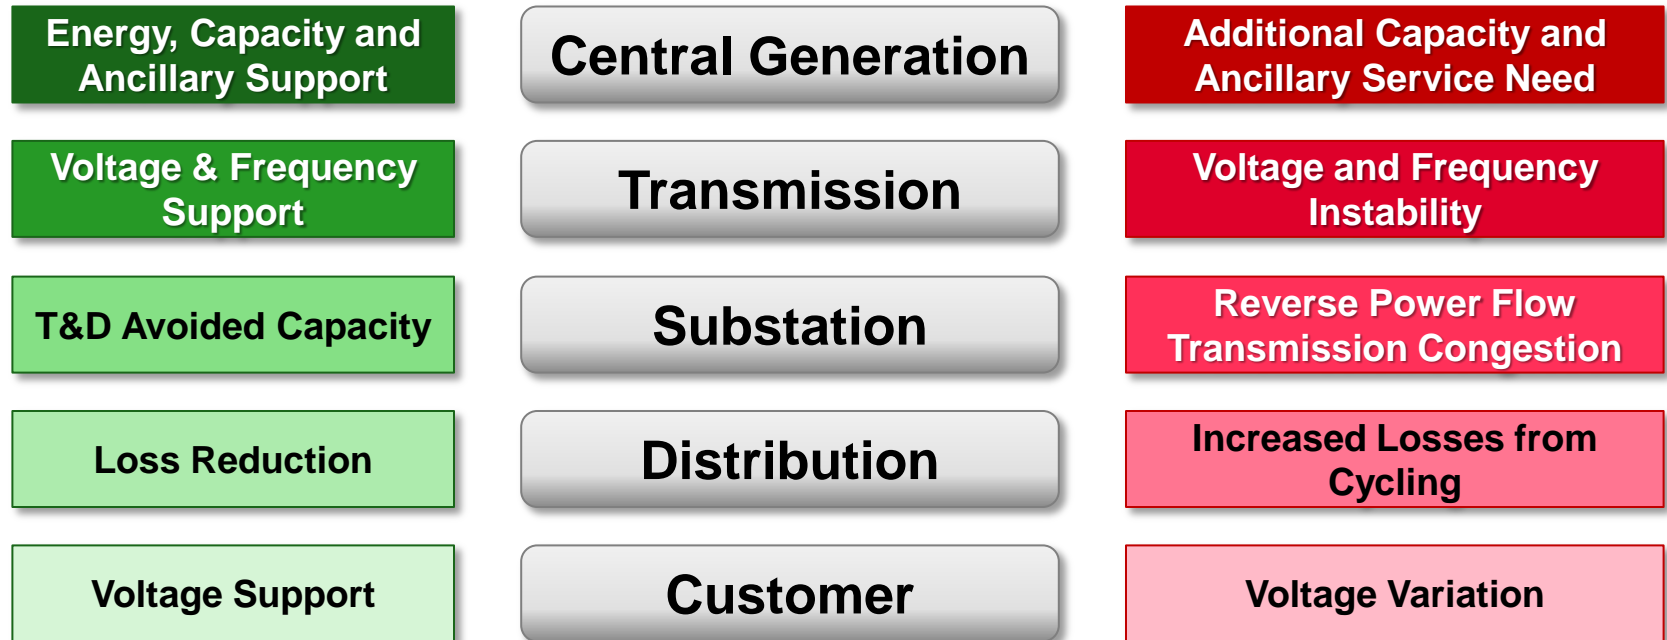 Energy, Capacity and
Ancillary Support
Central Generation
Additional Capacity and
Ancillary Service Need
Voltage & Frequency
Support
Transmission
Voltage and Frequency
Instability
T&D Avoided Capacity
Substation
Reverse Power Flow
Transmission Congestion
Loss Reduction
Distribution
Increased Losses from
Cycling
Voltage Support
Customer
Voltage Variation